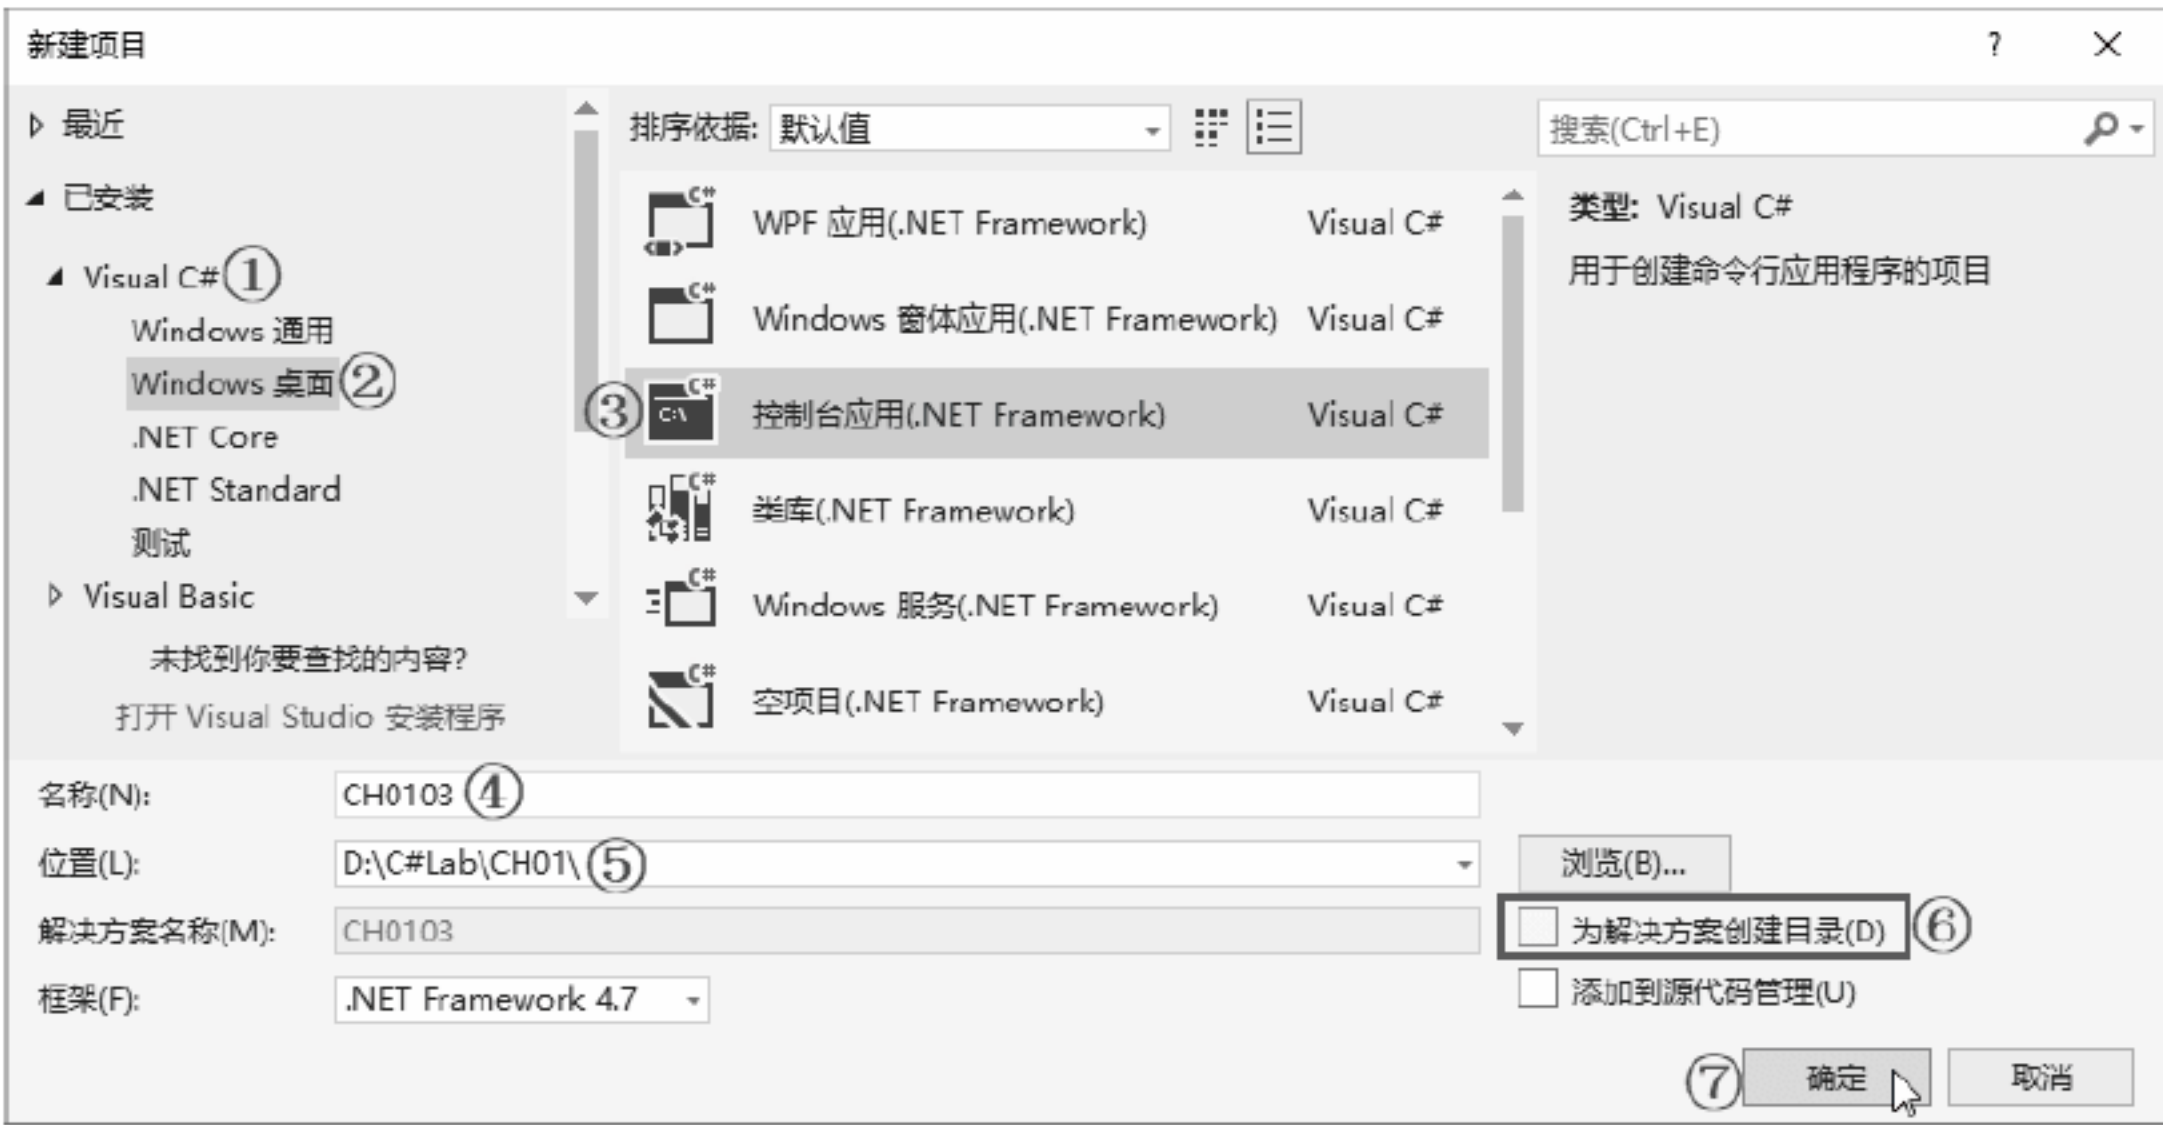 新建项目
?
最近
已安装
Visual C# ①
Windows 通用
Windows 桌面 ②
.NET Core
.NET Standard
测试
Visual Basic
未找到你要查找的内容?
打开 Visual Studio 安装程序
排序依据: 默认值
WPF 应用(.NET Framework) Visual C#
Windows 窗体应用(.NET Framework) Visual C#
③ 控制台应用(.NET Framework) Visual C#
类库(.NET Framework) Visual C#
Windows 服务(.NET Framework) Visual C#
空项目(.NET Framework) Visual C#
搜索(Ctrl+E)
类型: Visual C#
用于创建命令行应用程序的项目
名称(N): CH0103 ④
位置(L): D:\C#Lab\CH01\ ⑤ 浏览(B)...
解决方案名称(M): CH0103 为解决方案创建目录(D) ⑥
框架(F): .NET Framework 4.7 添加到源代码管理(U)
⑦ 确定 取消